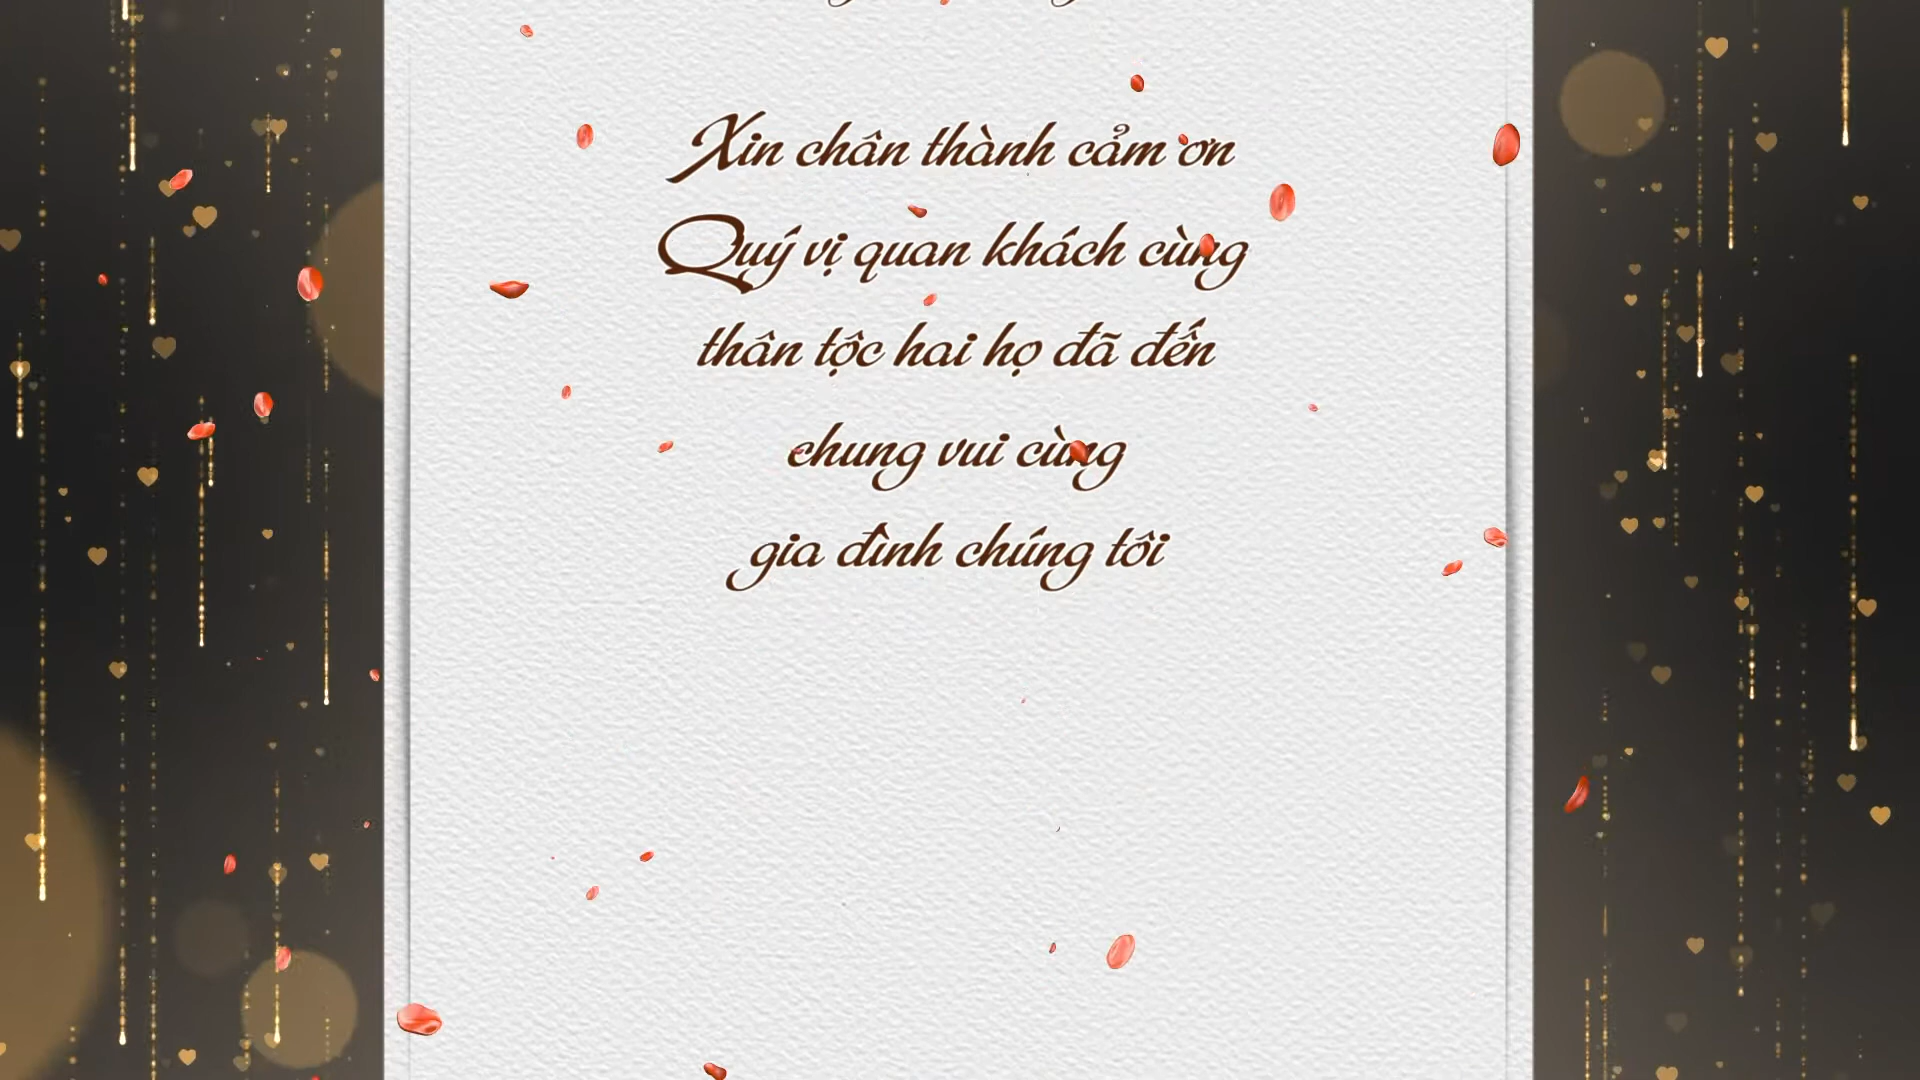 Xin chân thành cảm ơn
Quý vị quan khách cùng
thân tộc hai họ đã đến
chung vui cùng
gia đình chúng tôi